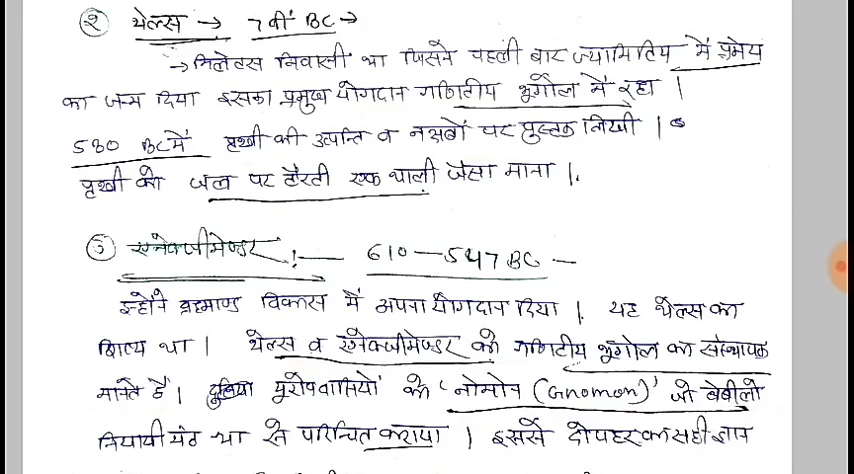 ② थेल्स → 7 वीं BC →
→ मिलेटस निवासी था जिसने पहली बार ज्यामितिय में प्रमेय
का जन्म दिया इसका प्रमुख योगदान गणितीय भूगोल में रहा |
580 BC में पृथ्वी की उत्पत्ति व नक्षत्रों पर पुस्तक लिखी |
पृथ्वी को जल पर तैरती एक थाली जैसा माना |
③ एनेक्जीमेण्डर :— 610 — 547 BC —
इन्होंने ब्रह्माण्ड विकास में अपना योगदान दिया | यह थेल्स का
शिष्य था | थेल्स व एनेक्जीमेण्डर को गणितीय भूगोल का संस्थापक
मानते हैं | यूरोपवासियों को 'नोमोन (Gnomon)' जो बेबीलो
नियायी यंत्र था से परिचित कराया | इससे दोपहर का सही ज्ञान